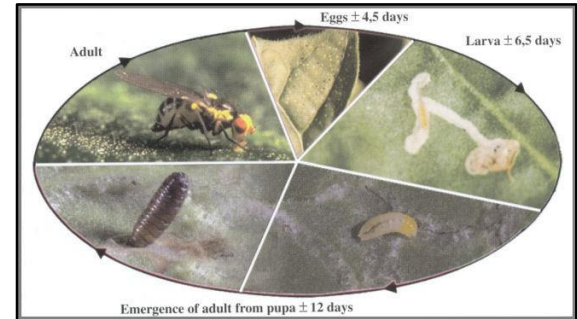 Eggs ± 4,5 days
Adult
Larva ± 6,5 days
Emergence of adult from pupa ± 12 days